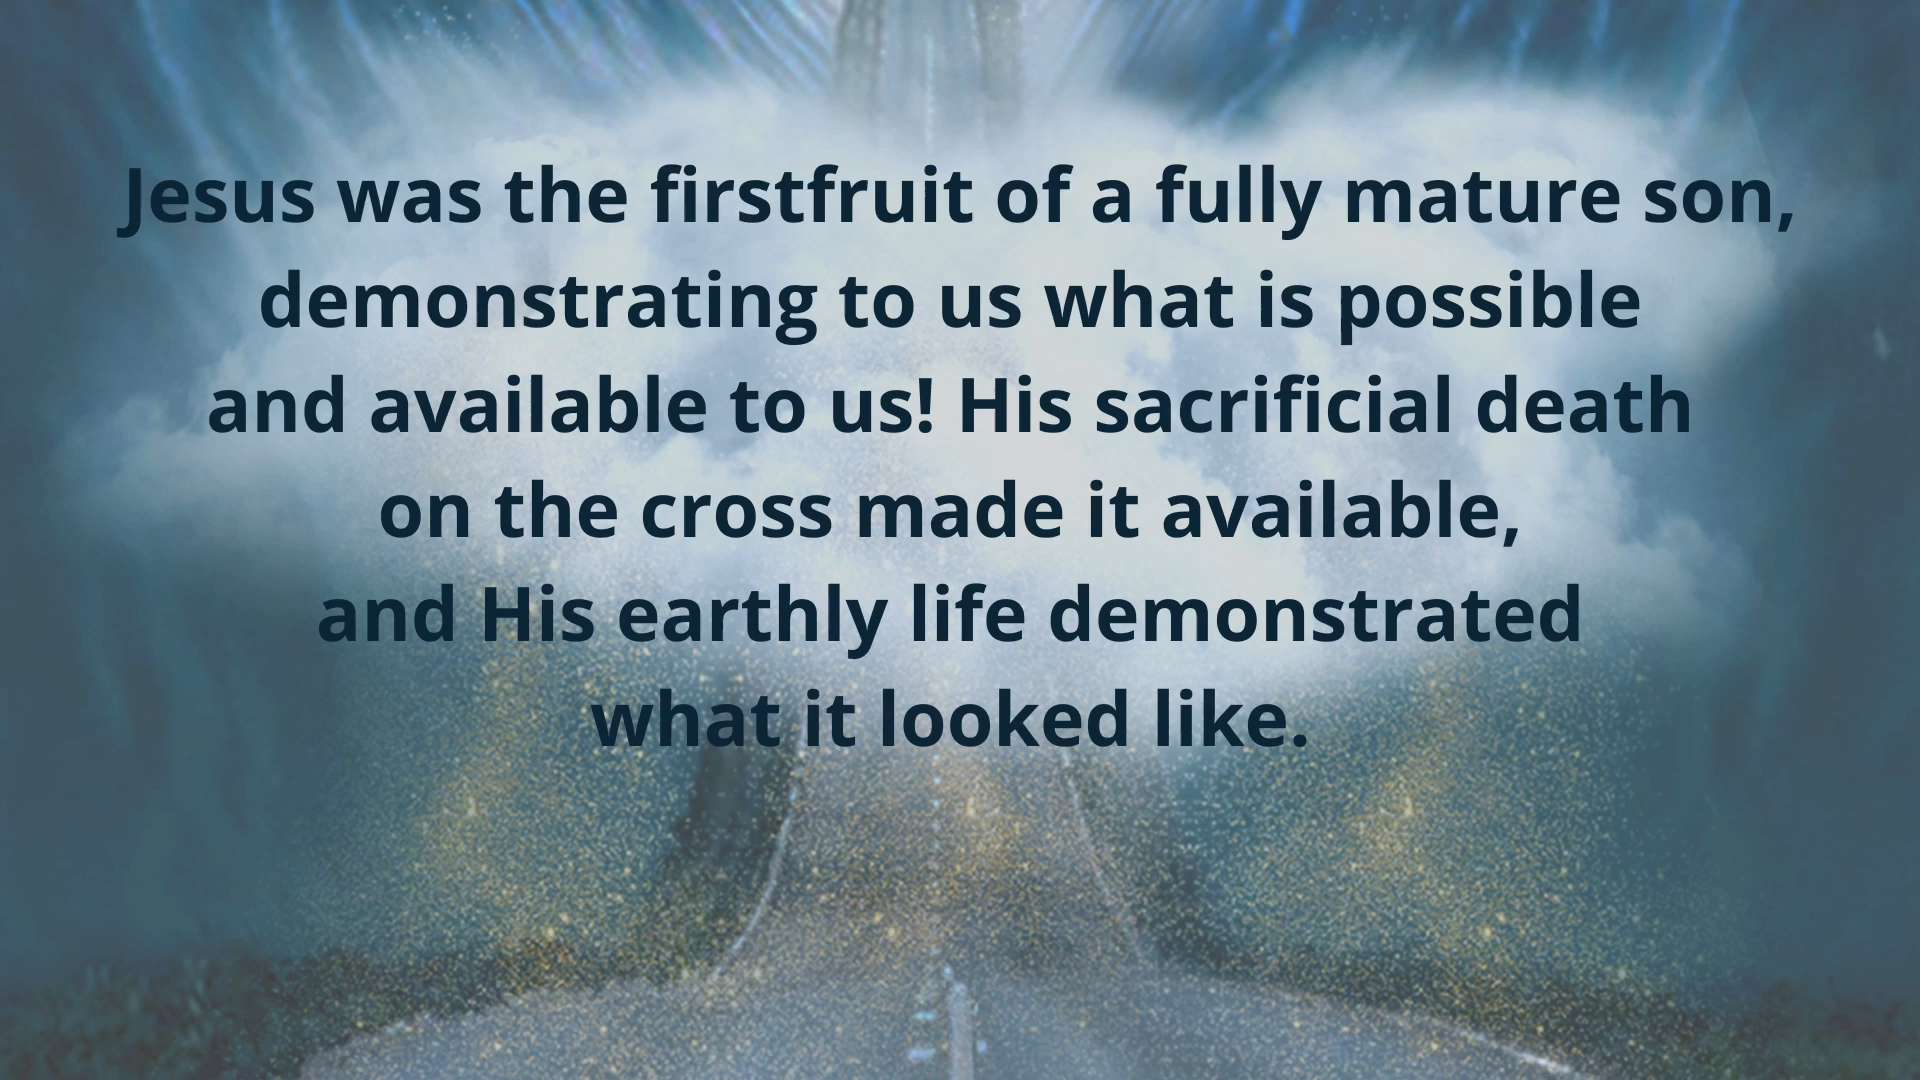 Jesus was the firstfruit of a fully mature son,
demonstrating to us what is possible
and available to us! His sacrificial death
on the cross made it available,
and His earthly life demonstrated
what it looked like.